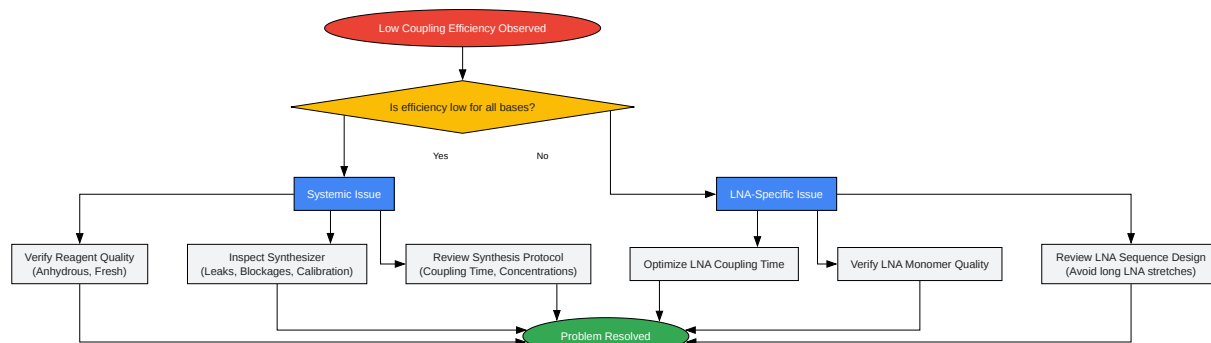 Low Coupling Efficiency Observed
Is efficiency low for all bases?
Yes
No
Systemic Issue
LNA-Specific Issue
Verify Reagent Quality
(Anhydrous, Fresh)
Inspect Synthesizer
(Leaks, Blockages, Calibration)
Review Synthesis Protocol
(Coupling Time, Concentrations)
Optimize LNA Coupling Time
Verify LNA Monomer Quality
Review LNA Sequence Design
(Avoid long LNA stretches)
Problem Resolved